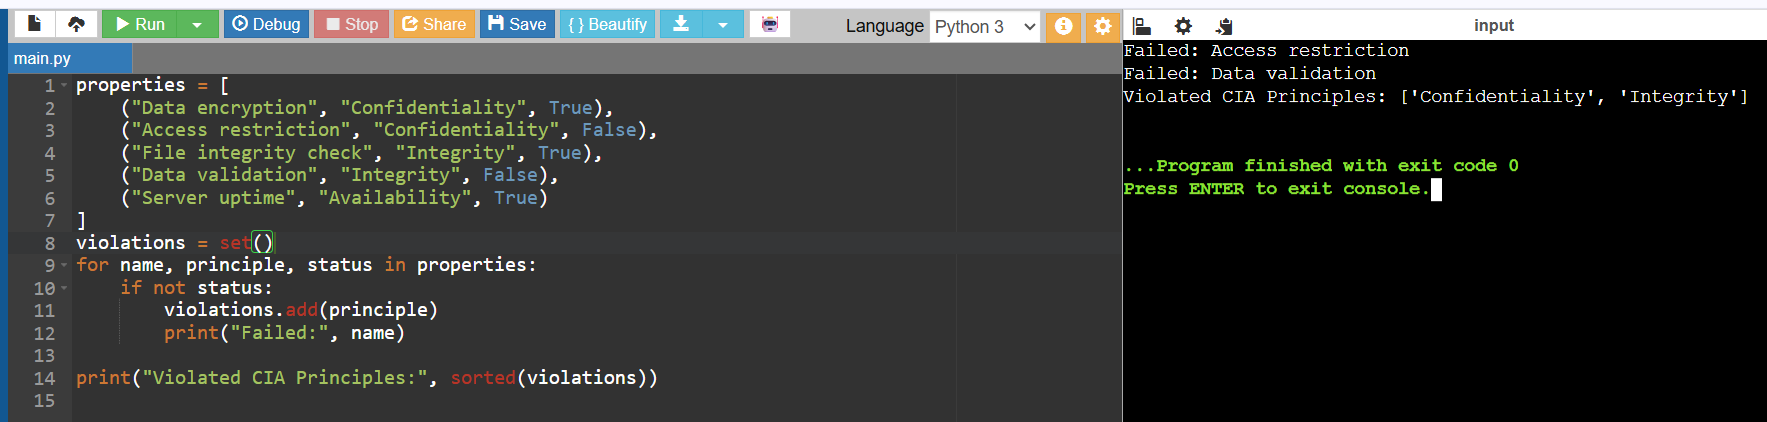 Run Debug Stop Share Save { } Beautify Language Python 3 input
main.py
1 properties = [
2 ("Data encryption", "Confidentiality", True),
3 ("Access restriction", "Confidentiality", False),
4 ("File integrity check", "Integrity", True),
5 ("Data validation", "Integrity", False),
6 ("Server uptime", "Availability", True)
7 ]
8 violations = set()
9 for name, principle, status in properties:
10 if not status:
11 violations.add(principle)
12 print("Failed:", name)
13
14 print("Violated CIA Principles:", sorted(violations))
15
Failed: Access restriction
Failed: Data validation
Violated CIA Principles: ['Confidentiality', 'Integrity']
...Program finished with exit code 0
Press ENTER to exit console.